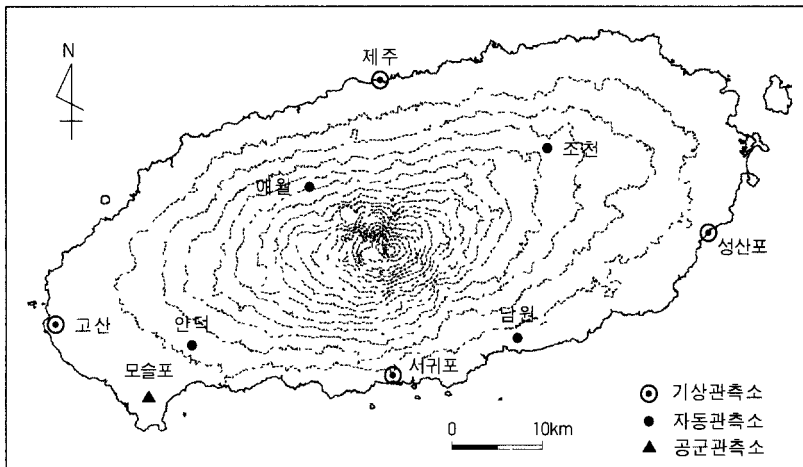 N
제주
조천
애월
성산포
고산
안덕
남원
모슬포
서귀포
0 10km
기상관측소
자동관측소
공군관측소